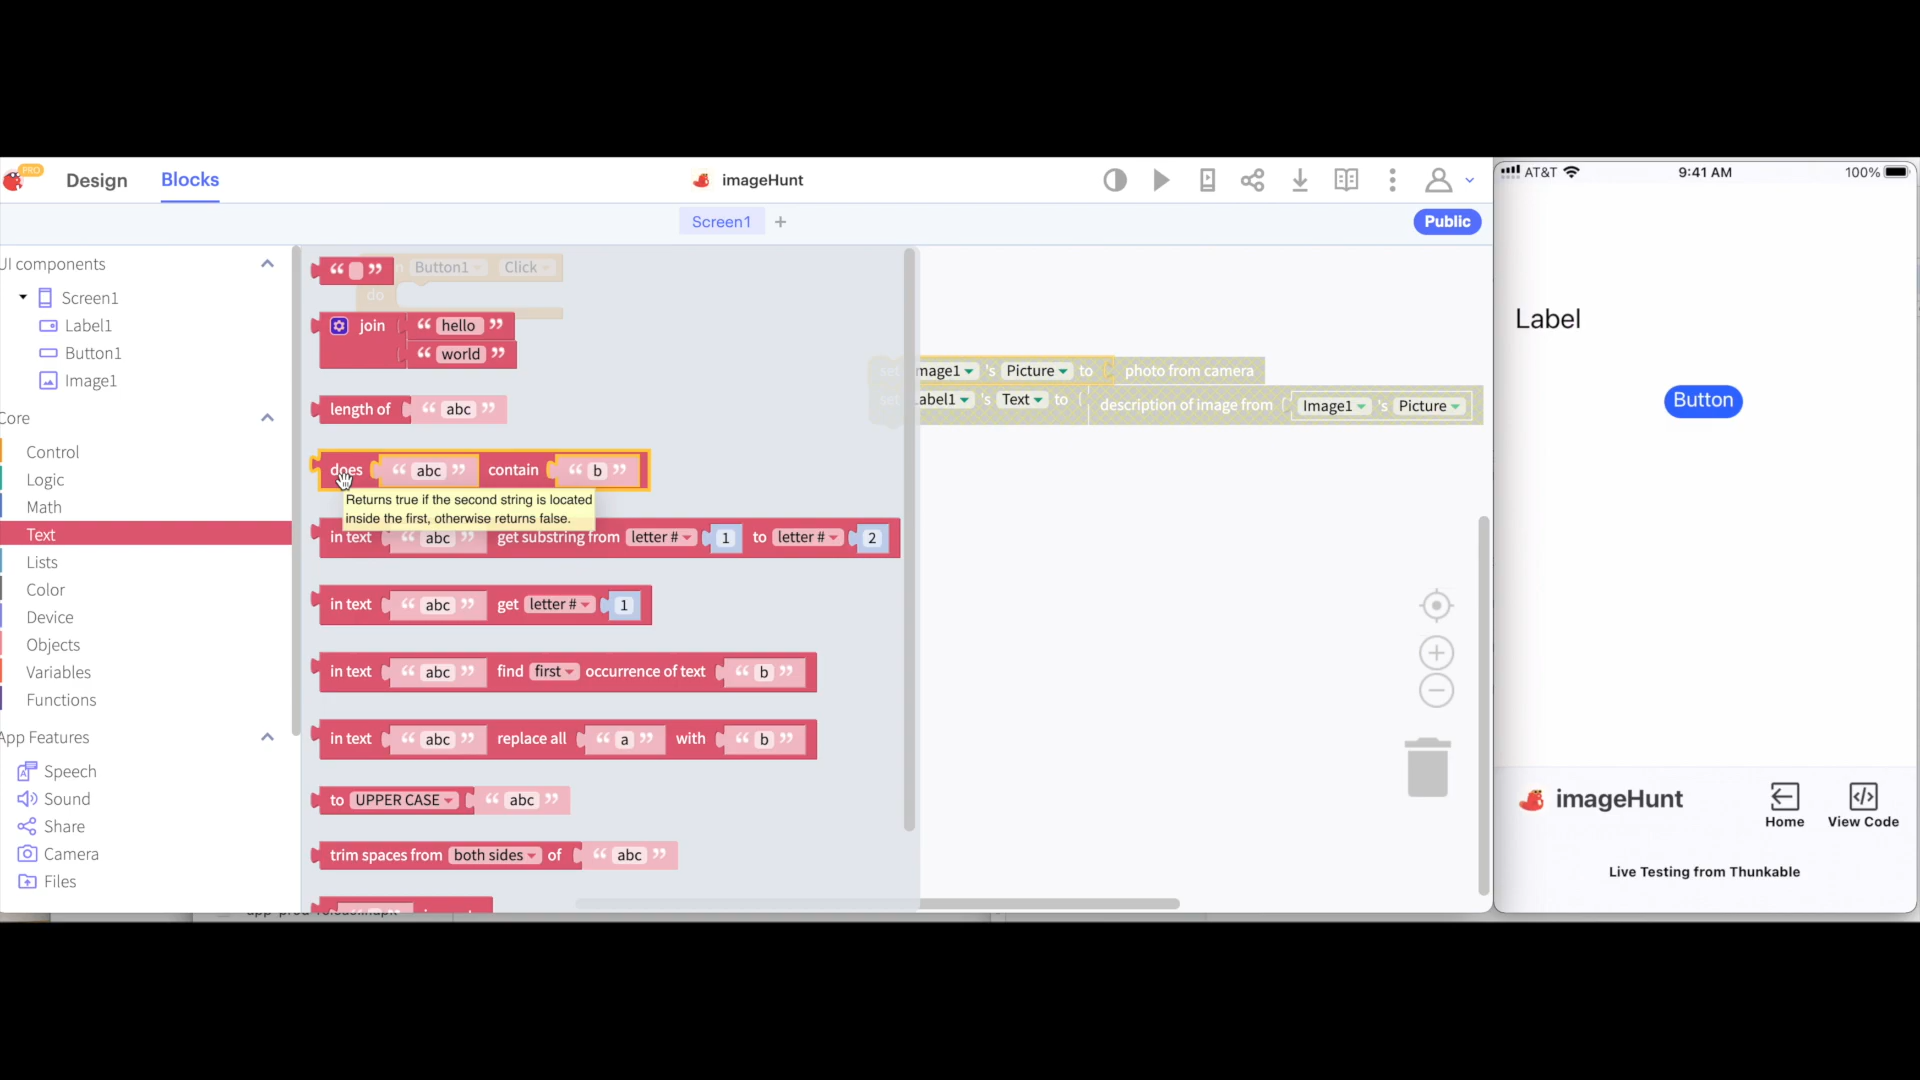 PRO
Design
Blocks
imageHunt
AT&T
9:41 AM
100%
Screen1 +
Public
UI components
Screen1
Label1
Button1
Image1
Core
Control
Logic
Math
Text
Lists
Color
Device
Objects
Variables
Functions
App Features
Speech
Sound
Share
Camera
Files
“ ”
Button1 Click
do
join “ hello ”
“ world ”
length of “ abc ”
does “ abc ” contain “ b ”
Returns true if the second string is located
inside the first, otherwise returns false.
in text “ abc ” get substring from letter # 1 to letter # 2
in text “ abc ” get letter # 1
in text “ abc ” find first occurrence of text “ b ”
in text “ abc ” replace all “ a ” with “ b ”
to UPPER CASE “ abc ”
trim spaces from both sides of “ abc ”
set mage1 's Picture to photo from camera
set abel1 's Text to description of image from Image1 's Picture
Label
Button
imageHunt
Home
View Code
Live Testing from Thunkable